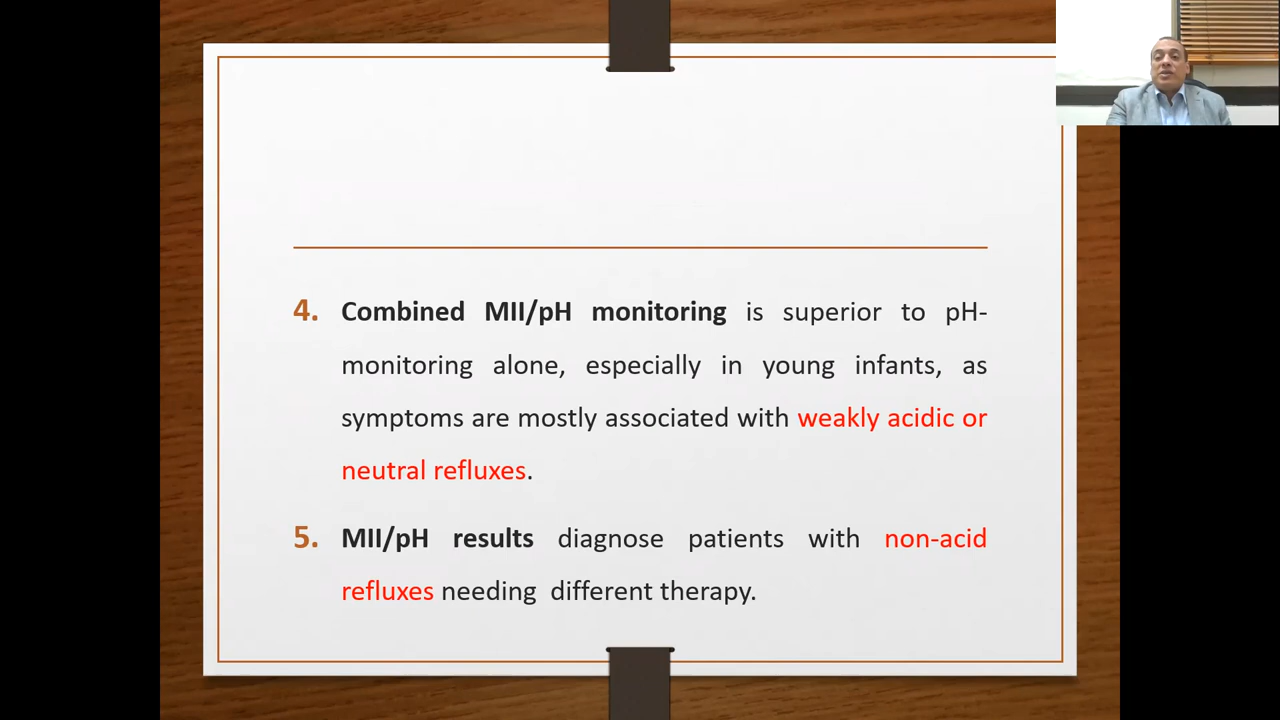 4. Combined MII/pH monitoring is superior to pH-
monitoring alone, especially in young infants, as
symptoms are mostly associated with weakly acidic or
neutral refluxes.
5. MII/pH results diagnose patients with non-acid
refluxes needing different therapy.